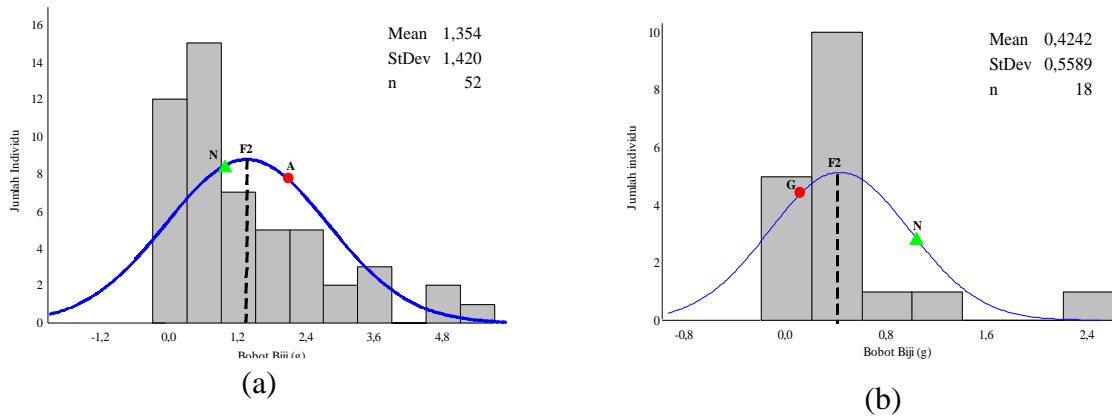 16
14
12
10
8
6
4
2
0
Jumlah Individu
Mean 1,354
StDev 1,420
n 52
N
F2
A
-1,2 0,0 1,2 2,4 3,6 4,8
Bobot Biji (g)
(a)
10
8
6
4
2
0
Jumlah individu
Mean 0,4242
StDev 0,5589
n 18
G
F2
N
-0,8 0,0 0,8 1,6 2,4
Bobot Biji (g)
(b)